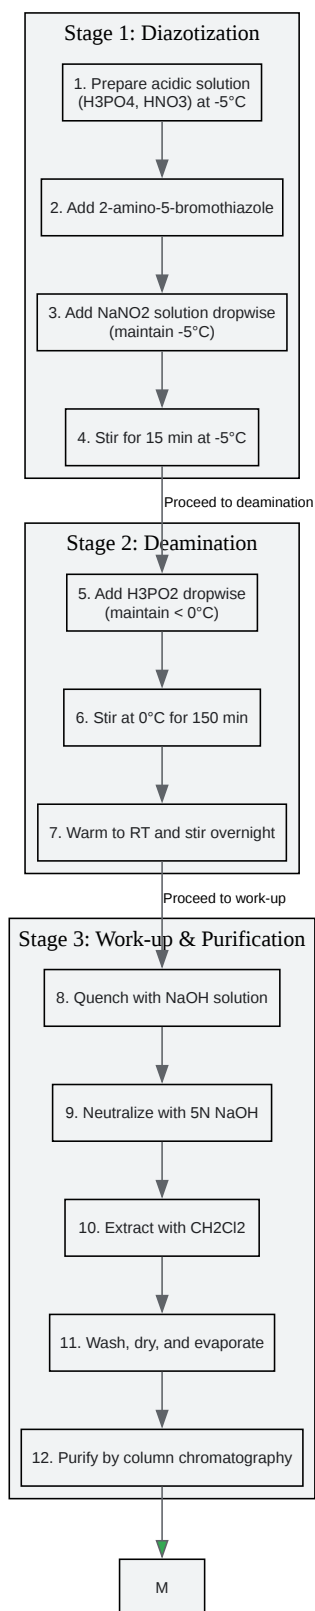 Stage 1: Diazotization
1. Prepare acidic solution
(H3PO4, HNO3) at -5°C
2. Add 2-amino-5-bromothiazole
3. Add NaNO2 solution dropwise
(maintain -5°C)
4. Stir for 15 min at -5°C
Proceed to deamination
Stage 2: Deamination
5. Add H3PO2 dropwise
(maintain < 0°C)
6. Stir at 0°C for 150 min
7. Warm to RT and stir overnight
Proceed to work-up
Stage 3: Work-up & Purification
8. Quench with NaOH solution
9. Neutralize with 5N NaOH
10. Extract with CH2Cl2
11. Wash, dry, and evaporate
12. Purify by column chromatography
M